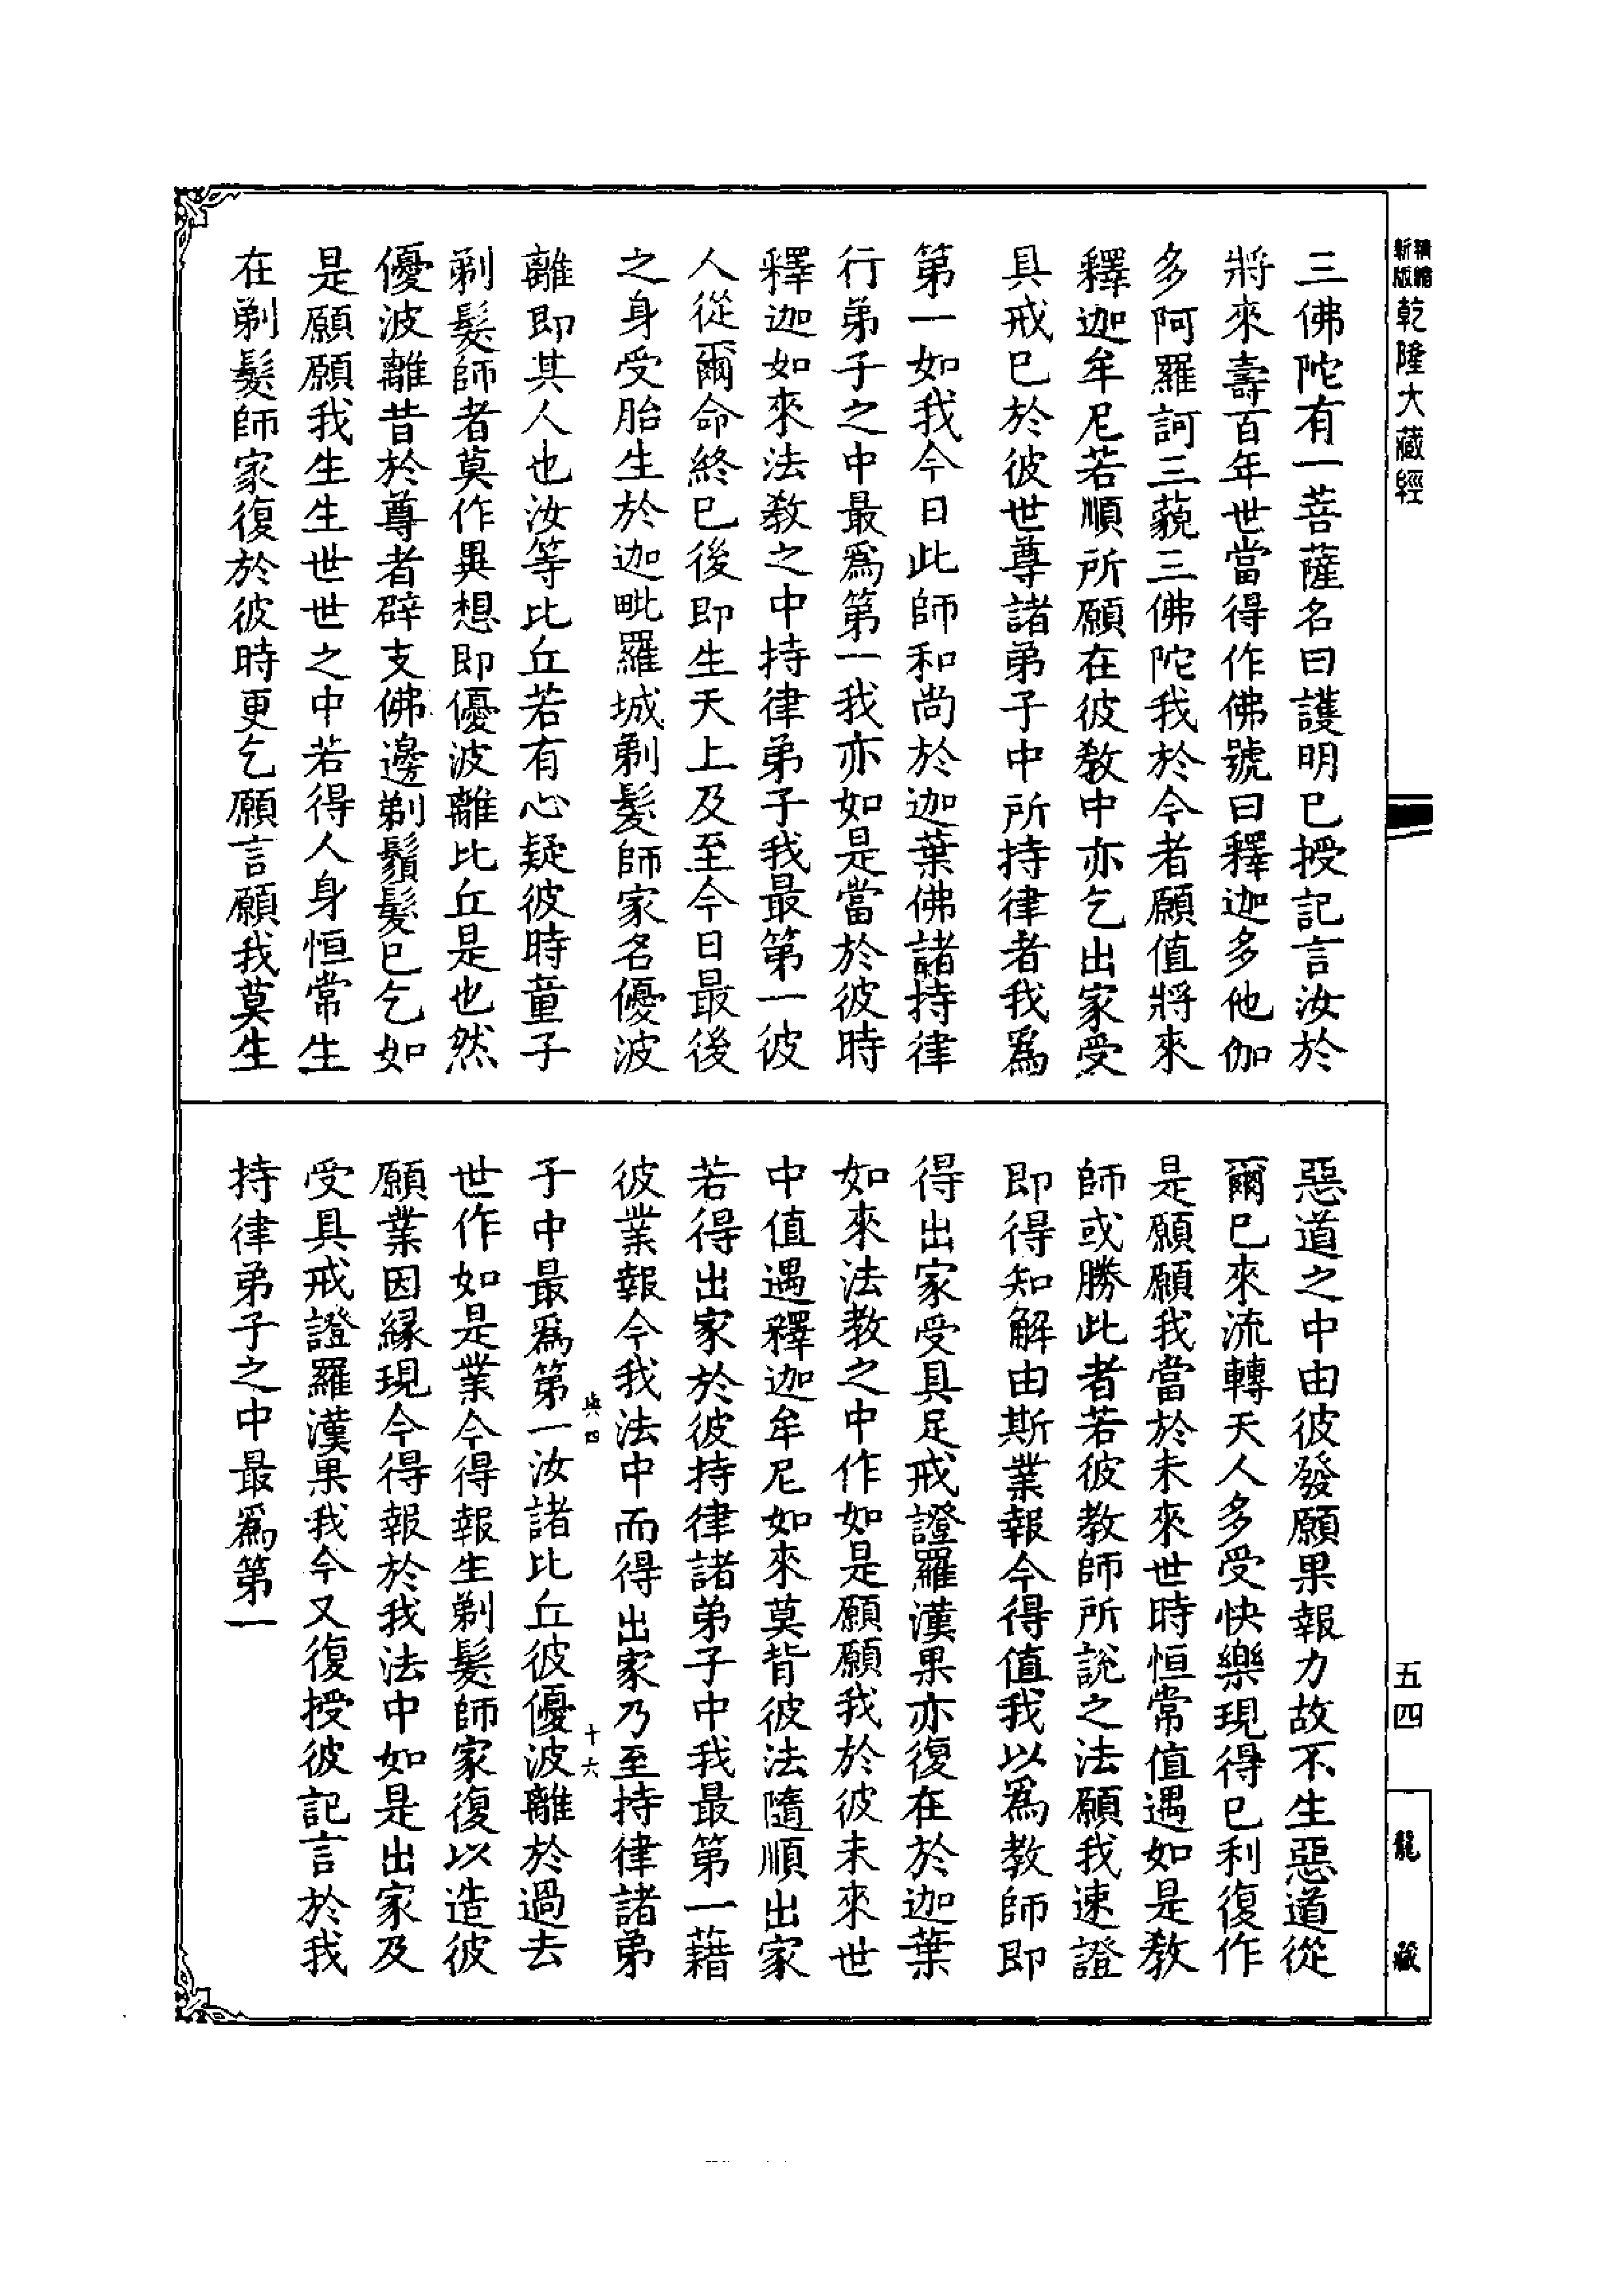 新版
精縮
乾隆大藏經
三佛陀有一菩薩名曰護明已授記言汝於
將來壽百年世當得作佛號曰釋迦多他伽
多阿羅訶三藐三佛陀我於今者願值將來
釋迦牟尼若順所願在彼教中亦乞出家受
具戒已於彼世尊諸弟子中所持律者我爲
第一如我今日此師和尚於迦葉佛諸持律
行弟子之中最爲第一我亦如是當於彼時
釋迦如來法教之中持律弟子我最第一彼
人從爾命終已後即生天上及至今日最後
之身受胎生於迦毗羅城剃髮師家名優波
離即其人也汝等比丘若有心疑彼時童子
剃髮師者莫作異想即優波離比丘是也然
優波離昔於尊者辟支佛邊剃鬚髮已乞如
是願願我生生世世之中若得人身恒常生
在剃髮師家復於彼時更乞願言願我莫生
惡道之中由彼發願果報力故不生惡道從
爾已來流轉天人多受快樂現得已利復作
是願願我當於未來世時恒常值遇如是教
師或勝此者若彼教師所說之法願我速證
即得知解由斯業報今得值我以爲教師即
得出家受具足戒證羅漢果亦復在於迦葉
如來法教之中作如是願願我於彼未來世
中值遇釋迦牟尼如來莫背彼法隨順出家
若得出家於彼持律諸弟子中我最第一藉
彼業報今我法中而得出家乃至持律諸弟
輿四
十六
子中最爲第一汝諸比丘彼優波離於過去
世作如是業今得報生剃髮師家復以造彼
願業因緣現今得報於我法中如是出家及
受具戒證羅漢果我今又復授彼記言於我
持律弟子之中最爲第一
五四
龍藏